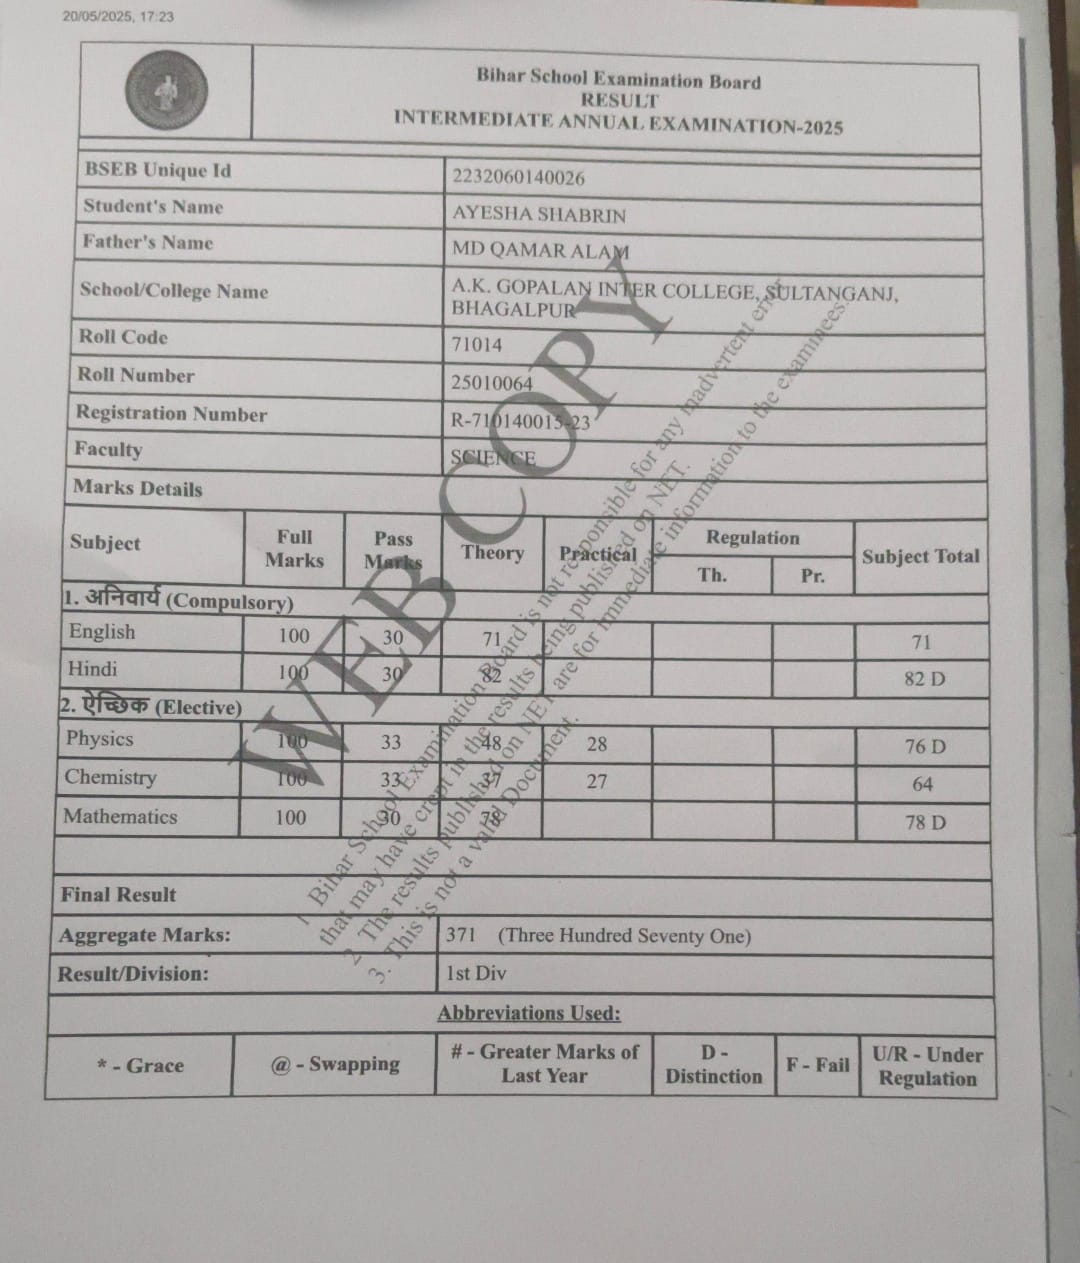 20/05/2025, 17:23
Bihar School Examination Board
RESULT
INTERMEDIATE ANNUAL EXAMINATION-2025
BSEB Unique Id 2232060140026
Student's Name AYESHA SHABRIN
Father's Name MD QAMAR ALAM
School/College Name A.K. GOPALAN INTER COLLEGE, SULTANGANJ,
BHAGALPUR
Roll Code 71014
Roll Number 25010064
Registration Number R-710140015-23
Faculty SCIENCE
Marks Details
Subject Full Marks Pass Marks Theory Practical Regulation Th. Pr. Subject Total
1. अनिवार्य (Compulsory)
English 100 30 71 71
Hindi 100 30 82 82 D
2. ऐच्छिक (Elective)
Physics 100 33 48 28 76 D
Chemistry 100 33 37 27 64
Mathematics 100 30 78 78 D
Final Result
Aggregate Marks: 371 (Three Hundred Seventy One)
Result/Division: 1st Div
Abbreviations Used:
* - Grace @ - Swapping # - Greater Marks of Last Year D - Distinction F - Fail U/R - Under Regulation
WEB COPY
1 Bihar School Examination Board is not responsible for any inadvertent error
that may have crept in the results being published on NET.
2 The results published on NET are for immediate information to the examinees.
3. This is not a valid Document.